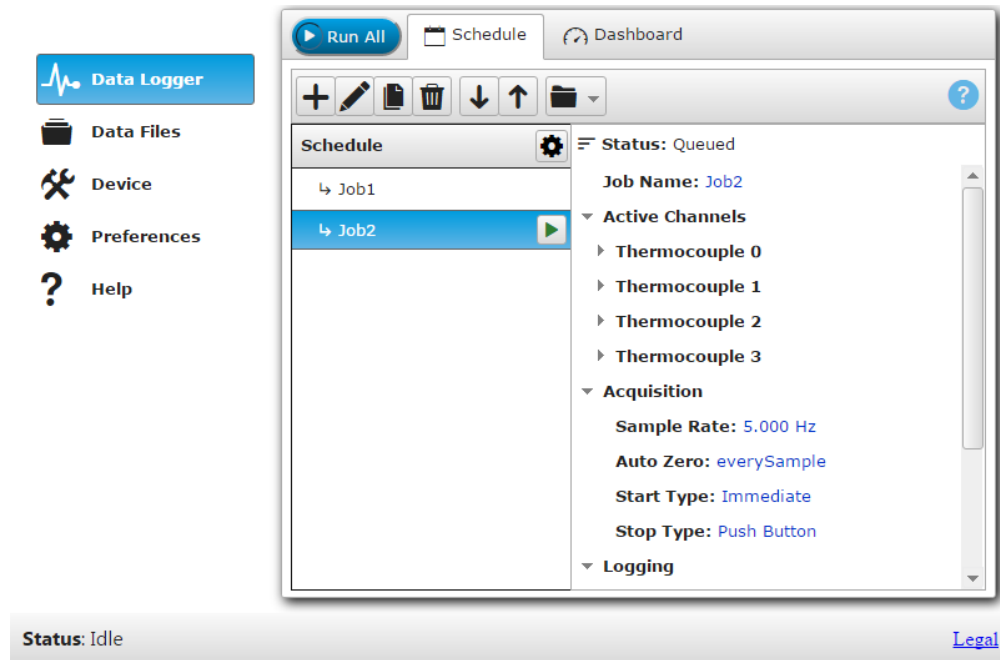 Run All
Schedule
Dashboard
Data Logger
Data Files
Device
Preferences
? Help
?
Schedule
Job1
Job2
Status: Queued
Job Name: Job2
Active Channels
Thermocouple 0
Thermocouple 1
Thermocouple 2
Thermocouple 3
Acquisition
Sample Rate: 5.000 Hz
Auto Zero: everySample
Start Type: Immediate
Stop Type: Push Button
Logging
Status: Idle
Legal